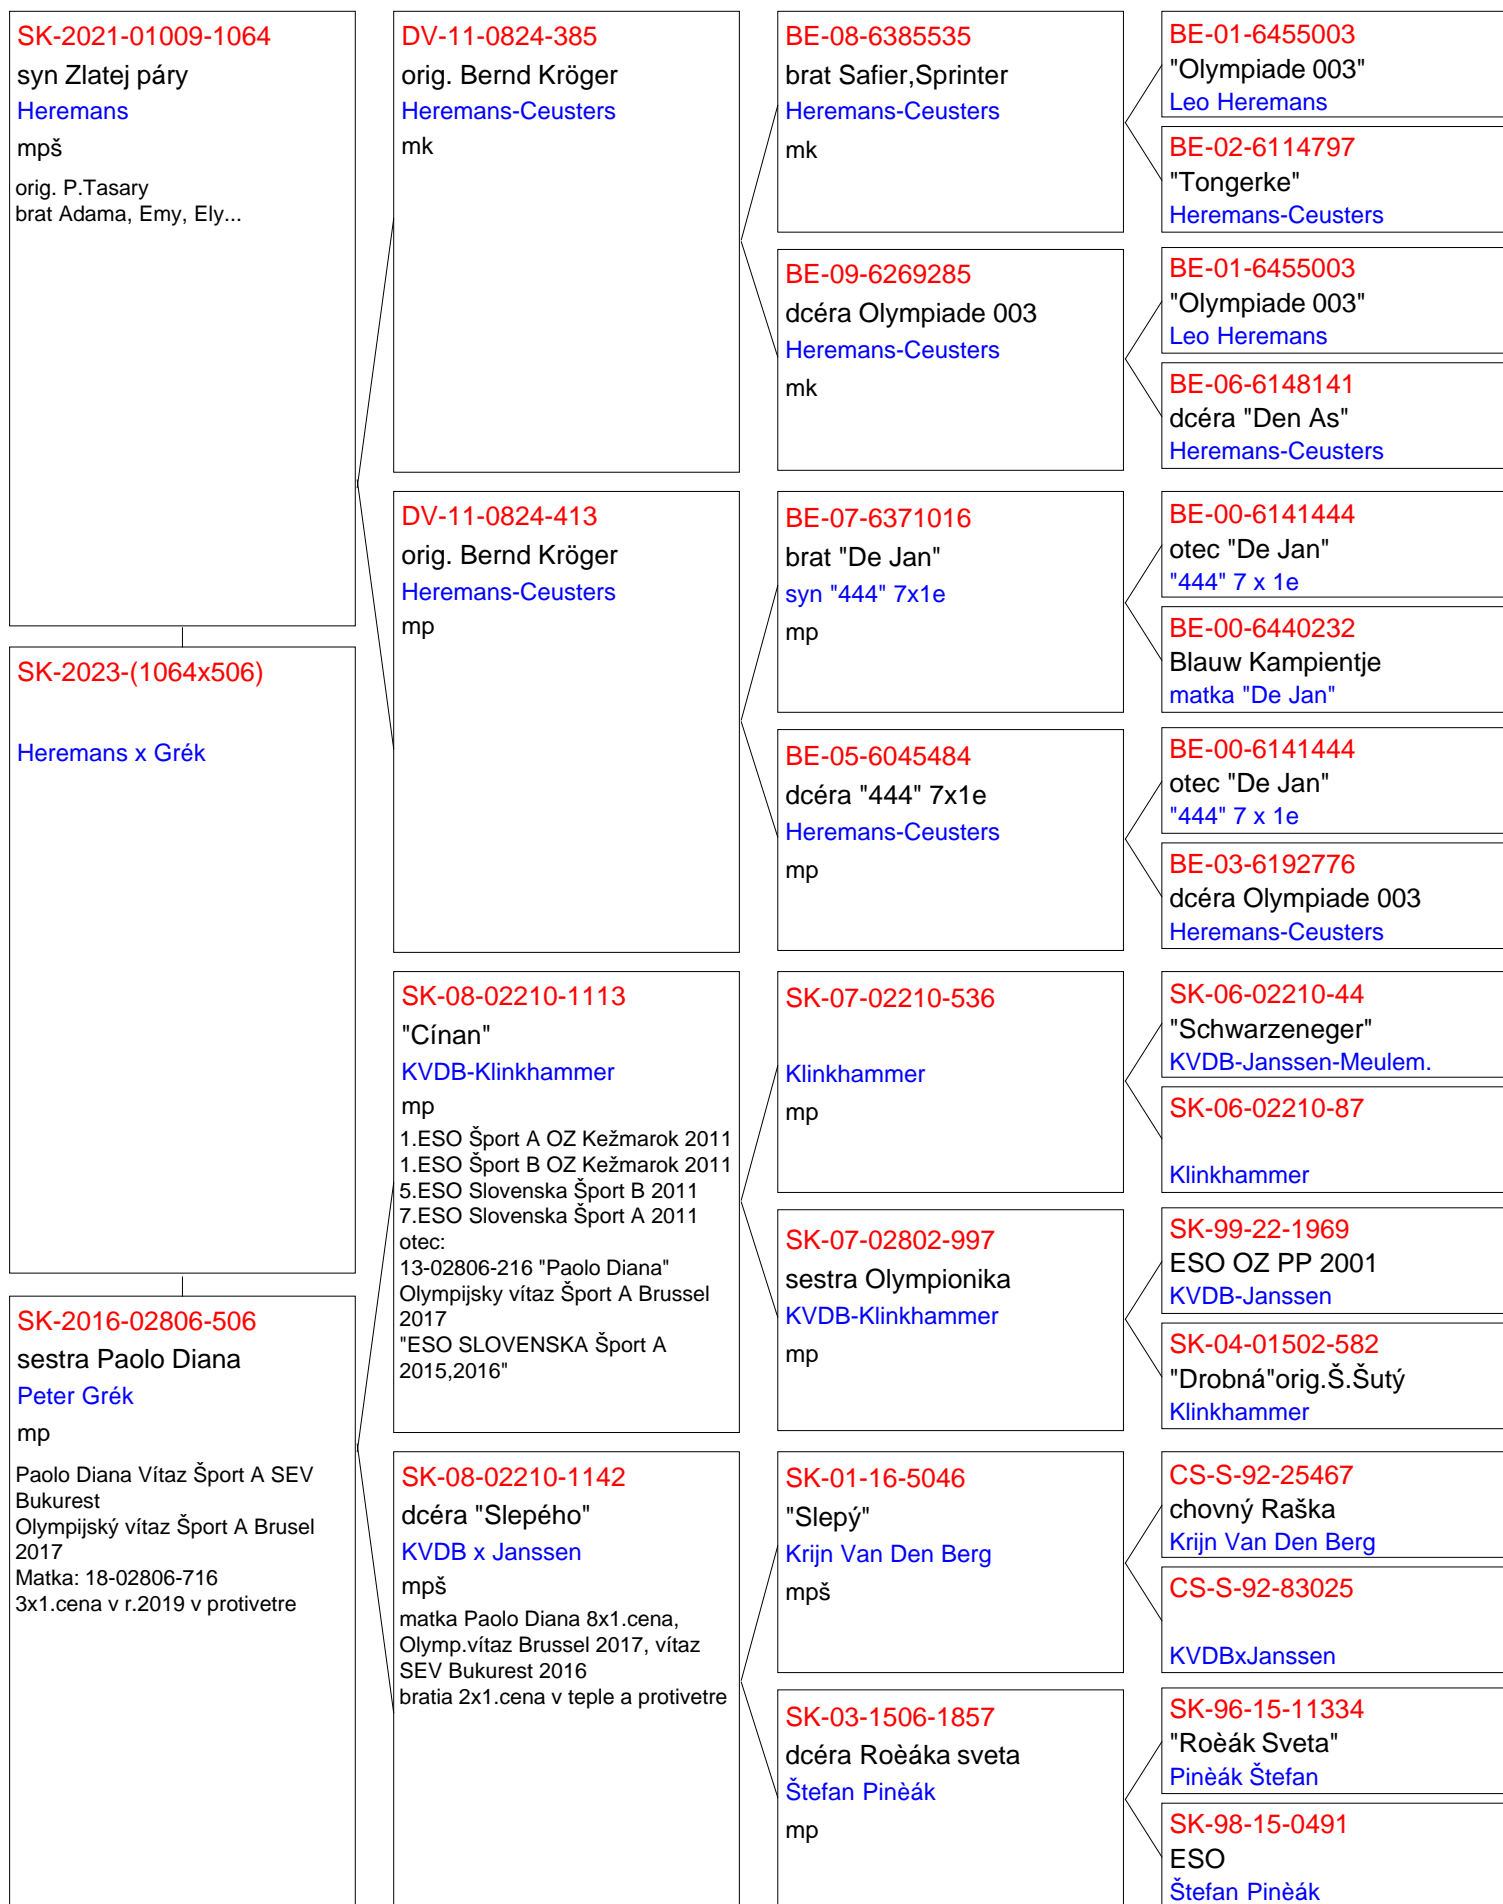 SK-2021-01009-1064
syn Zlatej páry
Heremans
mpš
orig. P.Tasary
brat Adama, Emy, Ely...
SK-2023-(1064x506)
Heremans x Grék
SK-2016-02806-506
sestra Paolo Diana
Peter Grék
mp
Paolo Diana Vítaz Šport A SEV
Bukurest
Olympijský vítaz Šport A Brusel
2017
Matka: 18-02806-716
3x1.cena v r.2019 v protivetre
DV-11-0824-385
orig. Bernd Kröger
Heremans-Ceusters
mk
DV-11-0824-413
orig. Bernd Kröger
Heremans-Ceusters
mp
SK-08-02210-1113
"Cínan"
KVDB-Klinkhammer
mp
1.ESO Šport A OZ Kežmarok 2011
1.ESO Šport B OZ Kežmarok 2011
5.ESO Slovenska Šport B 2011
7.ESO Slovenska Šport A 2011
otec:
13-02806-216 "Paolo Diana"
Olympijsky vítaz Šport A Brussel
2017
"ESO SLOVENSKA Šport A
2015,2016"
SK-08-02210-1142
dcéra "Slepého"
KVDB x Janssen
mpš
matka Paolo Diana 8x1.cena,
Olymp.vítaz Brussel 2017, vítaz
SEV Bukurest 2016
bratia 2x1.cena v teple a protivetre
BE-08-6385535
brat Safier,Sprinter
Heremans-Ceusters
mk
BE-09-6269285
dcéra Olympiade 003
Heremans-Ceusters
mk
BE-07-6371016
brat "De Jan"
syn "444" 7x1e
mp
BE-05-6045484
dcéra "444" 7x1e
Heremans-Ceusters
mp
SK-07-02210-536
Klinkhammer
mp
SK-07-02802-997
sestra Olympionika
KVDB-Klinkhammer
mp
SK-01-16-5046
"Slepý"
Krijn Van Den Berg
mpš
SK-03-1506-1857
dcéra Roèáka sveta
Štefan Pinèák
mp
BE-01-6455003
"Olympiade 003"
Leo Heremans
BE-02-6114797
"Tongerke"
Heremans-Ceusters
BE-01-6455003
"Olympiade 003"
Leo Heremans
BE-06-6148141
dcéra "Den As"
Heremans-Ceusters
BE-00-6141444
otec "De Jan"
"444" 7 x 1e
BE-00-6440232
Blauw Kampientje
matka "De Jan"
BE-00-6141444
otec "De Jan"
"444" 7 x 1e
BE-03-6192776
dcéra Olympiade 003
Heremans-Ceusters
SK-06-02210-44
"Schwarzeneger"
KVDB-Janssen-Meulem.
SK-06-02210-87
Klinkhammer
SK-99-22-1969
ESO OZ PP 2001
KVDB-Janssen
SK-04-01502-582
"Drobná"orig.Š.Šutý
Klinkhammer
CS-S-92-25467
chovný Raška
Krijn Van Den Berg
CS-S-92-83025
KVDBxJanssen
SK-96-15-11334
"Roèák Sveta"
Pinèák Štefan
SK-98-15-0491
ESO
Štefan Pinèák